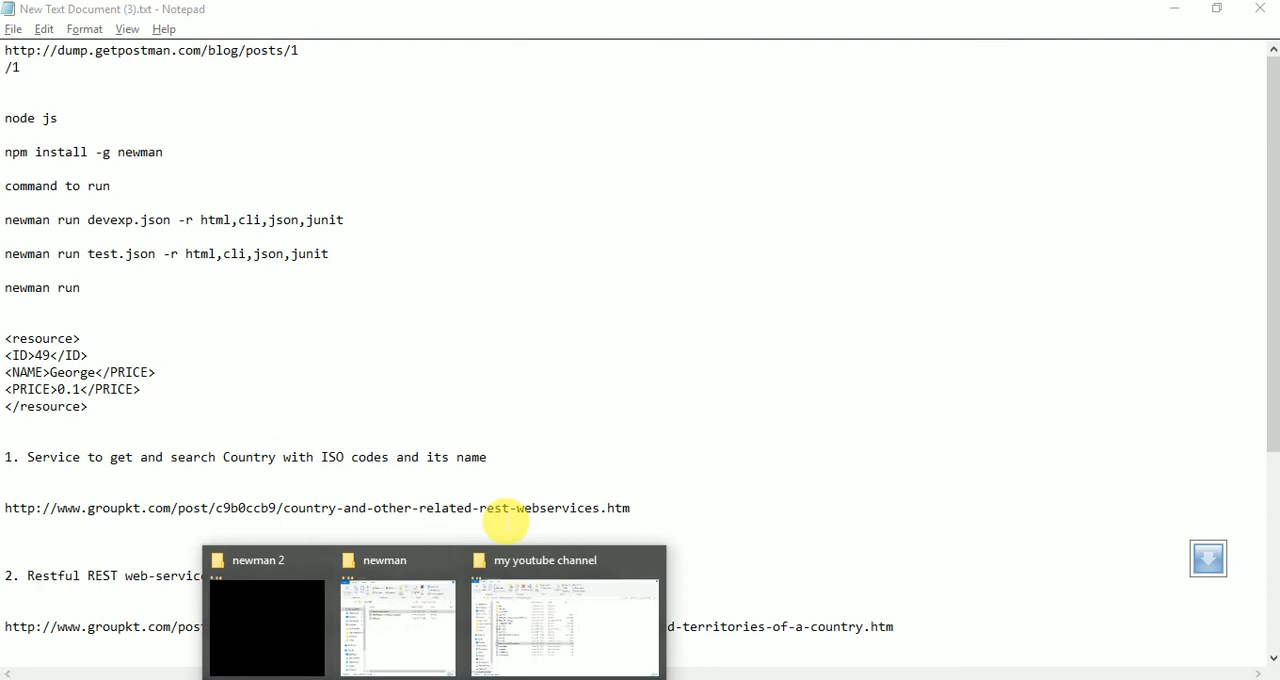 New Text Document (3).txt - Notepad
File Edit Format View Help
http://dump.getpostman.com/blog/posts/1
/1
node js
npm install -g newman
command to run
newman run devexp.json -r html,cli,json,junit
newman run test.json -r html,cli,json,junit
newman run
<resource>
<ID>49</ID>
<NAME>George</PRICE>
<PRICE>0.1</PRICE>
</resource>
1. Service to get and search Country with ISO codes and its name
http://www.groupkt.com/post/c9b0ccb9/country-and-other-related-rest-webservices.htm
newman 2 newman my youtube channel
2. Restful REST web-service
http://www.groupkt.com/post d-territories-of-a-country.htm